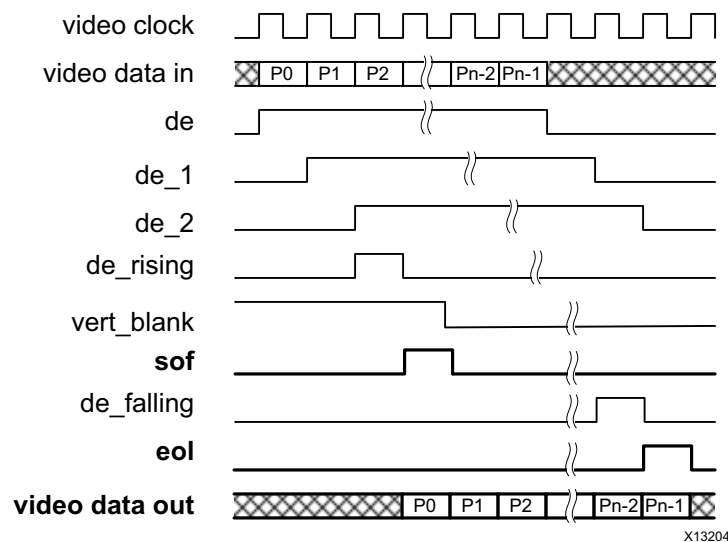 video clock
video data in P0 P1 P2 Pn-2 Pn-1
de
de_1
de_2
de_rising
vert_blank
sof
de_falling
eol
video data out P0 P1 P2 Pn-2 Pn-1
X13204